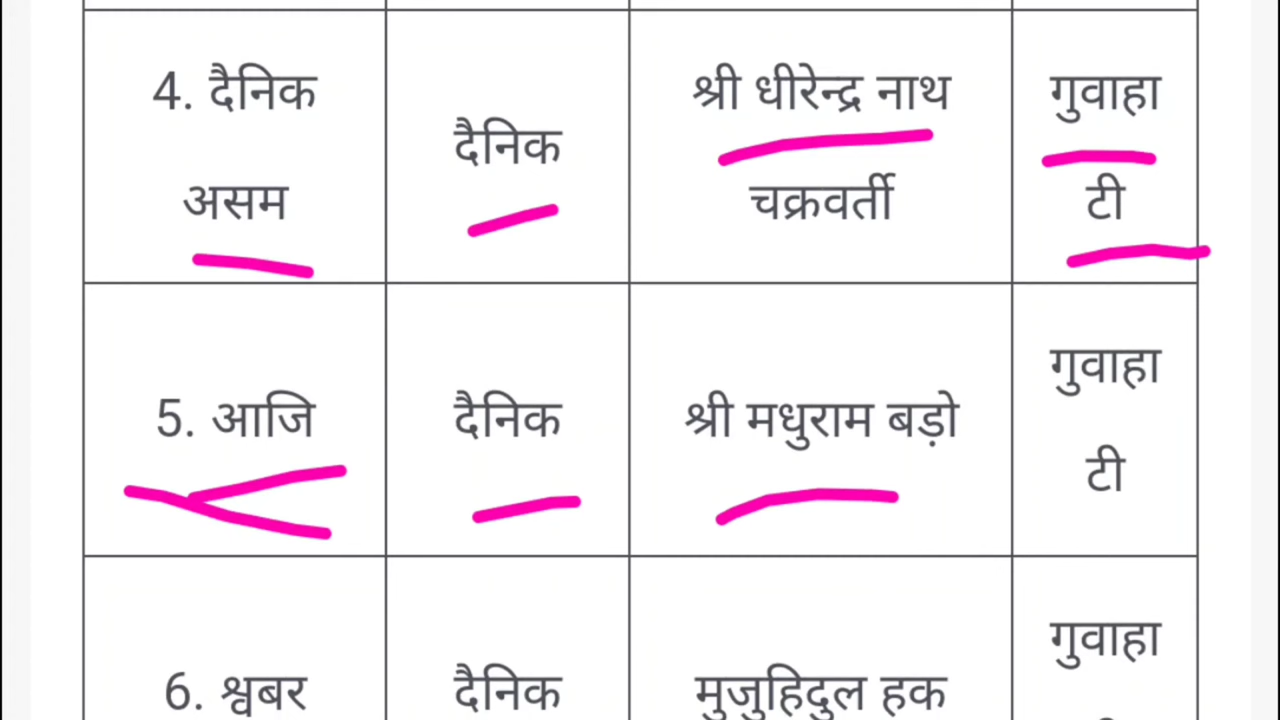 4. दैनिक
असम
दैनिक
श्री धीरेन्द्र नाथ
चक्रवर्ती
गुवाहा
टी
5. आजि
दैनिक
श्री मधुराम बड़ो
गुवाहा
टी
6. श्वबर
दैनिक
मुजुहिदुल हक
गुवाहा